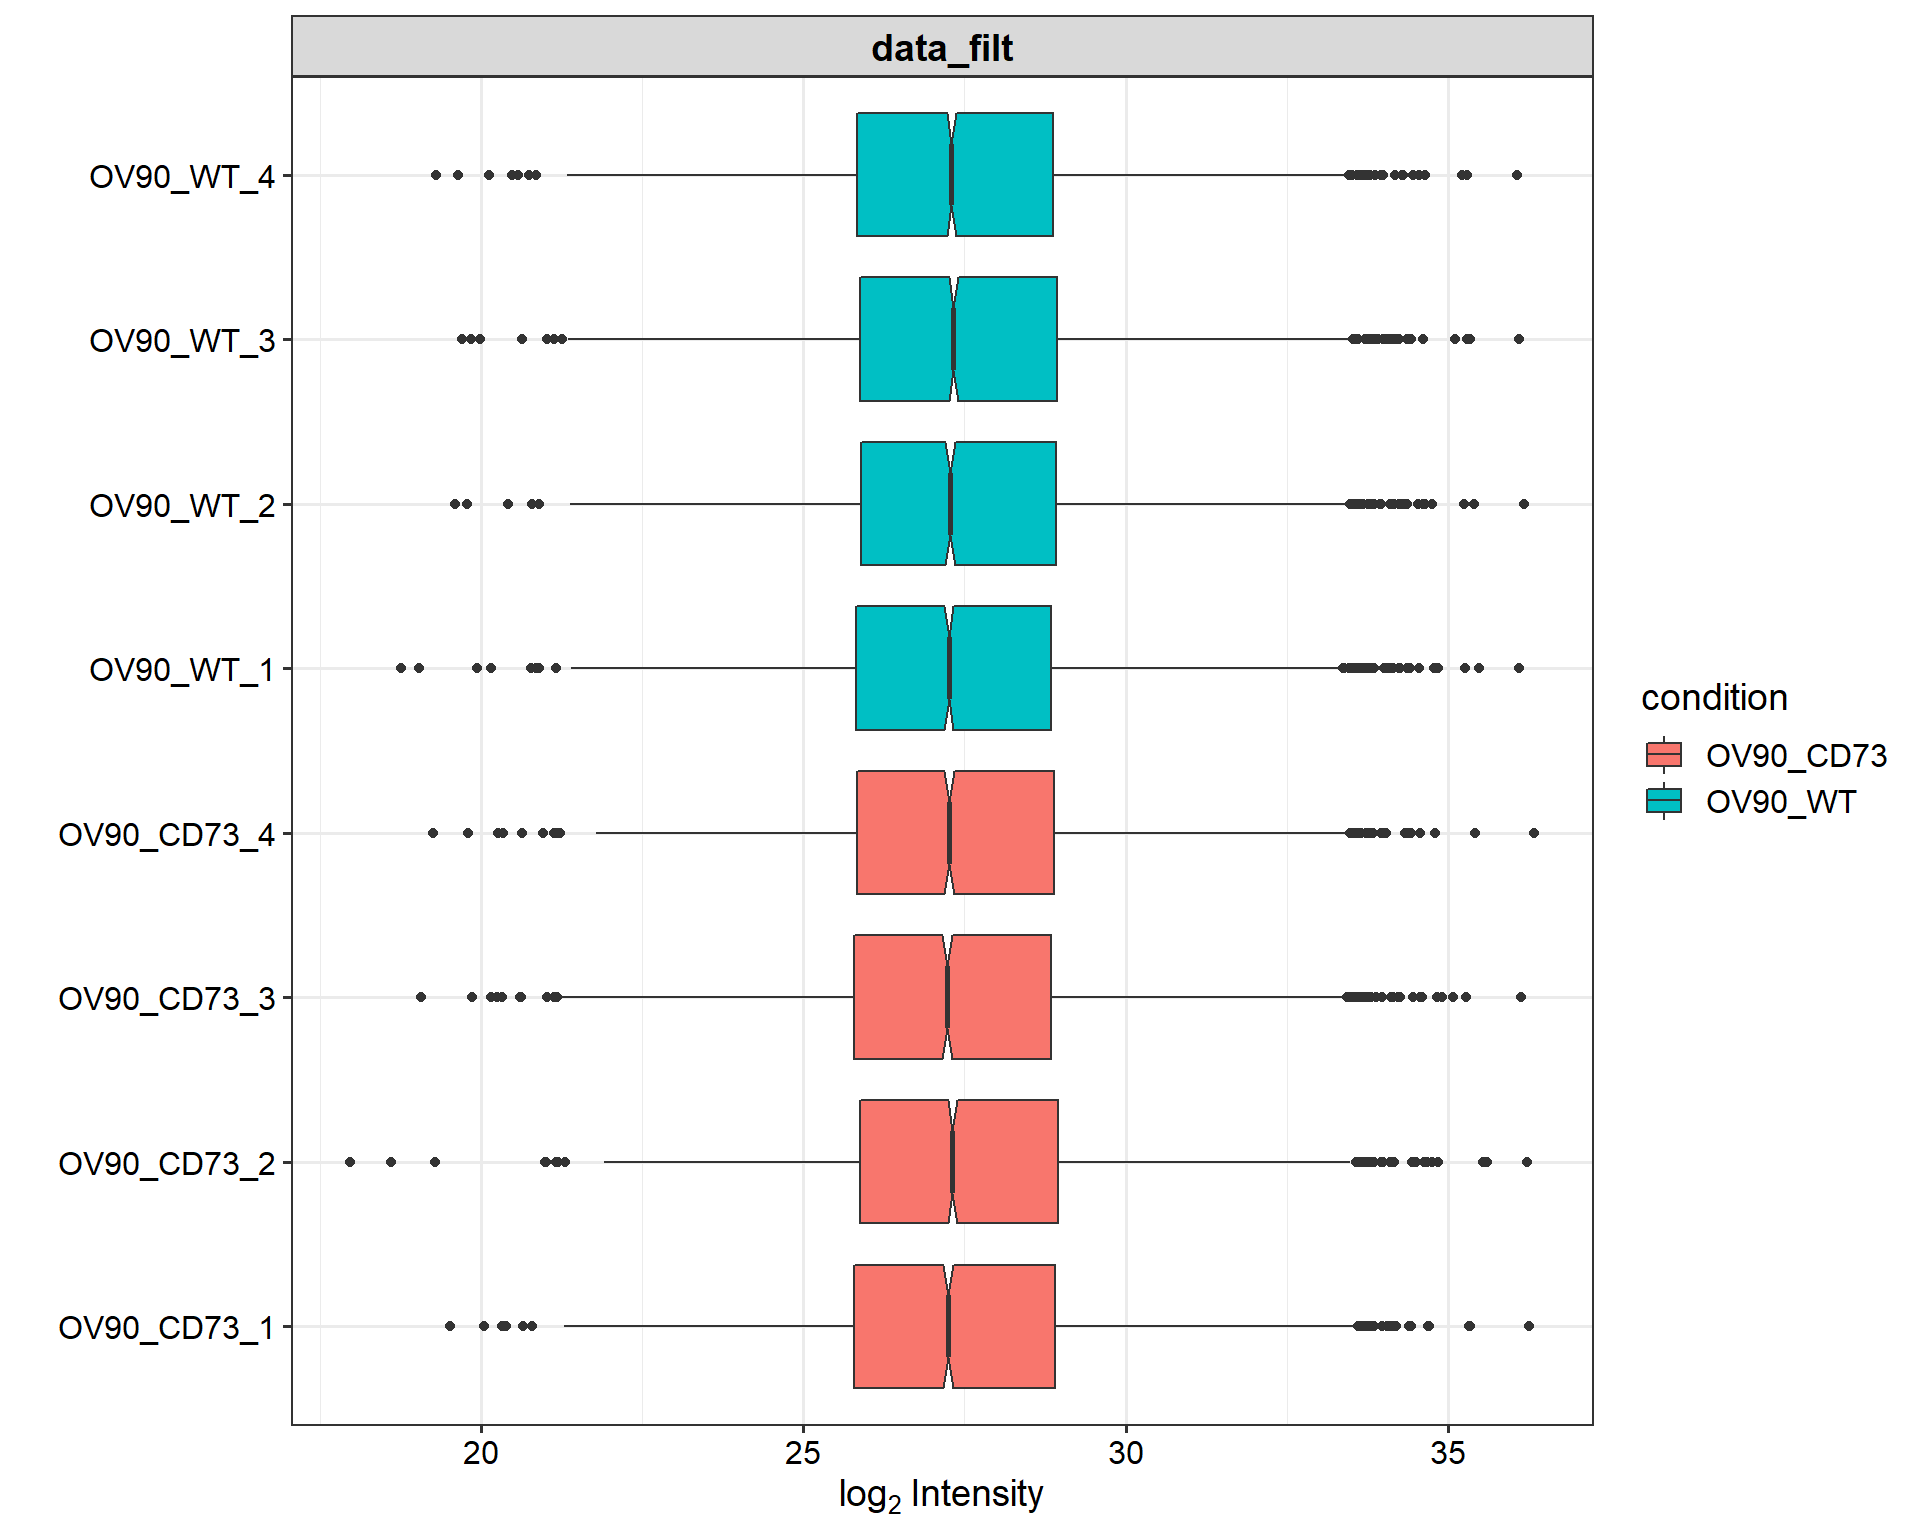 data_filt
OV90_WT_4
OV90_WT_3
OV90_WT_2
OV90_WT_1
OV90_CD73_4
OV90_CD73_3
OV90_CD73_2
OV90_CD73_1
20 25 30 35
log₂ Intensity
condition
OV90_CD73
OV90_WT